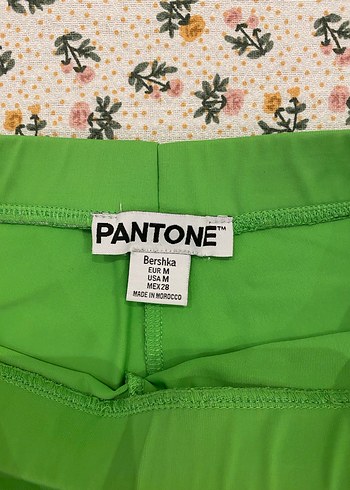 PANTONE™
Bershka
EUR M
USA M
MEX 28
MADE IN MOROCCO